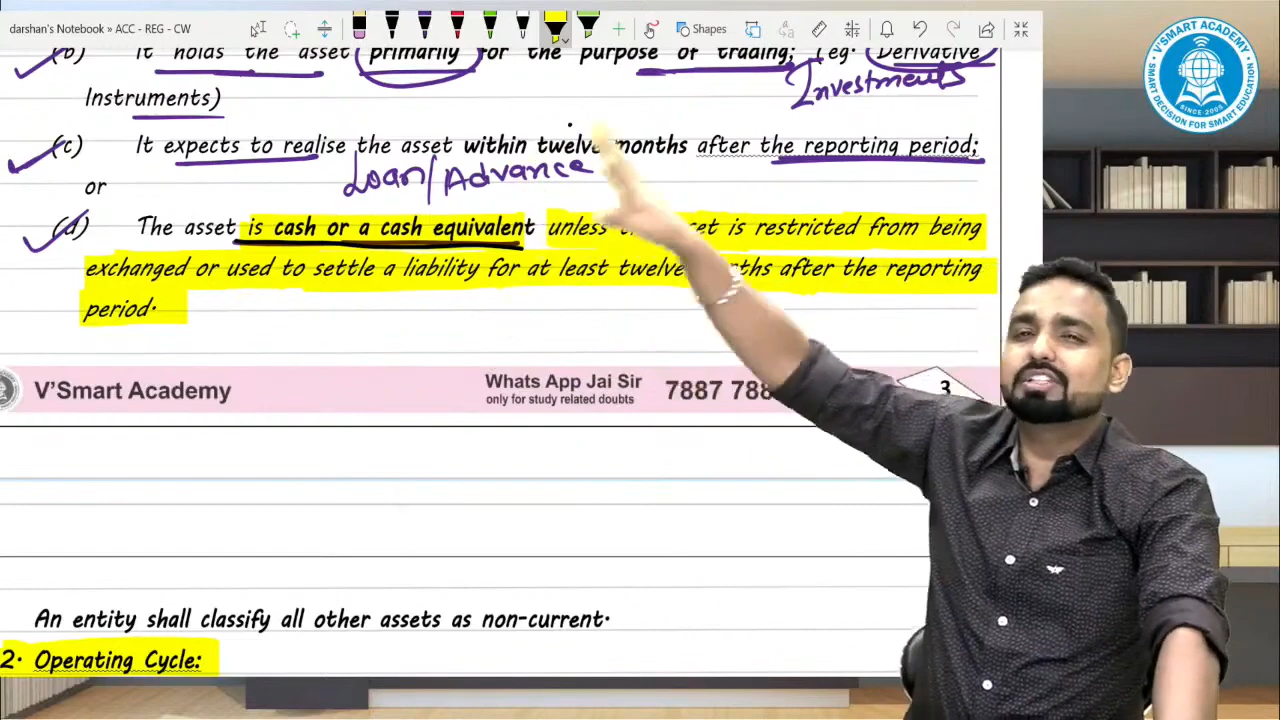 darshan's Notebook » ACC - REG - CW
Shapes
(b) It holds the asset primarily for the purpose of trading; (eg. Derivative
Investments
Instruments)
(c) It expects to realise the asset within twelve months after the reporting period;
or
Loan/Advance
(d) The asset is cash or a cash equivalent unless asset is restricted from being
exchanged or used to settle a liability for at least twelve months after the reporting
period.
V'Smart Academy
Whats App Jai Sir
only for study related doubts
7887 788
3
An entity shall classify all other assets as non-current.
2. Operating Cycle:
V'SMART ACADEMY
SINCE-2005
SMART DECISION FOR SMART EDUCATION